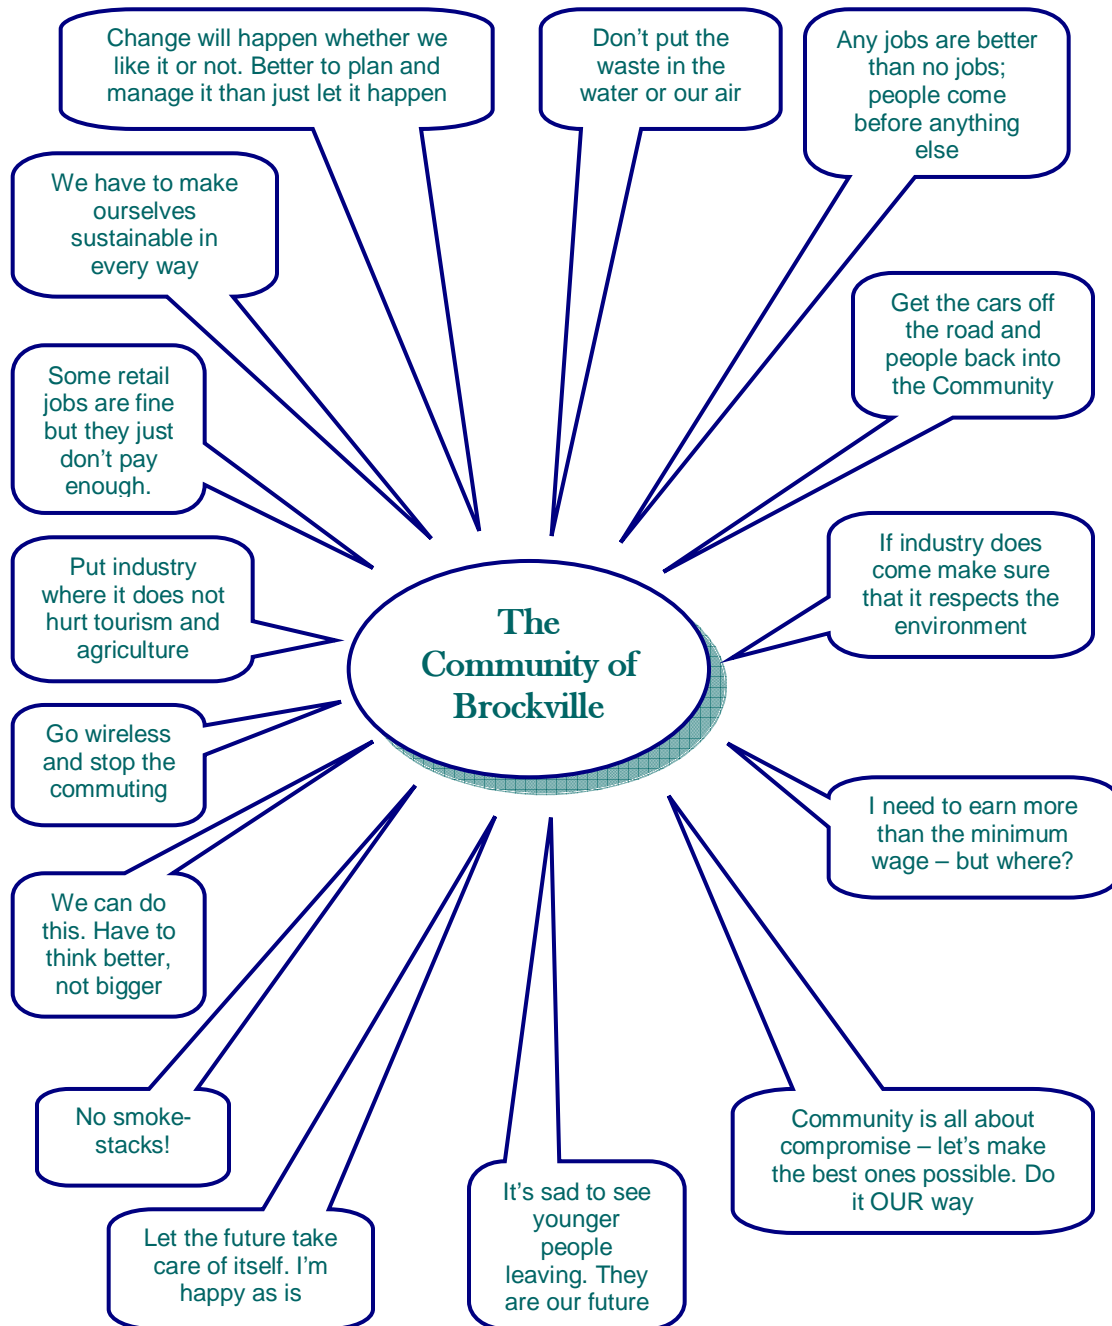 Change will happen whether we
like it or not. Better to plan and
manage it than just let it happen
Don't put the
waste in the
water or our air
Any jobs are better
than no jobs;
people come
before anything
else
We have to make
ourselves
sustainable in
every way
Get the cars off
the road and
people back into
the Community
Some retail
jobs are fine
but they just
don't pay
enough.
If industry does
come make sure
that it respects the
environment
Put industry
where it does not
hurt tourism and
agriculture
The
Community of
Brockville
Go wireless
and stop the
commuting
I need to earn more
than the minimum
wage – but where?
We can do
this. Have to
think better,
not bigger
No smoke-
stacks!
Community is all about
compromise – let's make
the best ones possible. Do
it OUR way
It's sad to see
younger
people
leaving. They
are our future
Let the future take
care of itself. I'm
happy as is